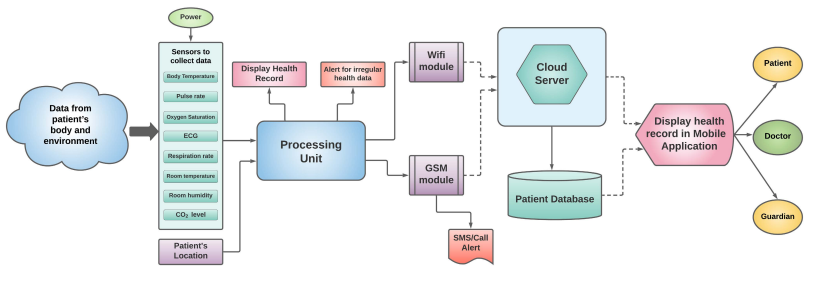 Power
Sensors to
collect data
Body Temperature
Pulse rate
Oxygen Saturation
ECG
Respiration rate
Room temperature
Room humidity
CO₂ level
Data from
patient's
body and
environment
Patient's
Location
Display Health
Record
Alert for irregular
health data
Processing
Unit
Wifi
module
GSM
module
SMS/Call
Alert
Cloud
Server
Patient Database
Display health
record in Mobile
Application
Patient
Doctor
Guardian